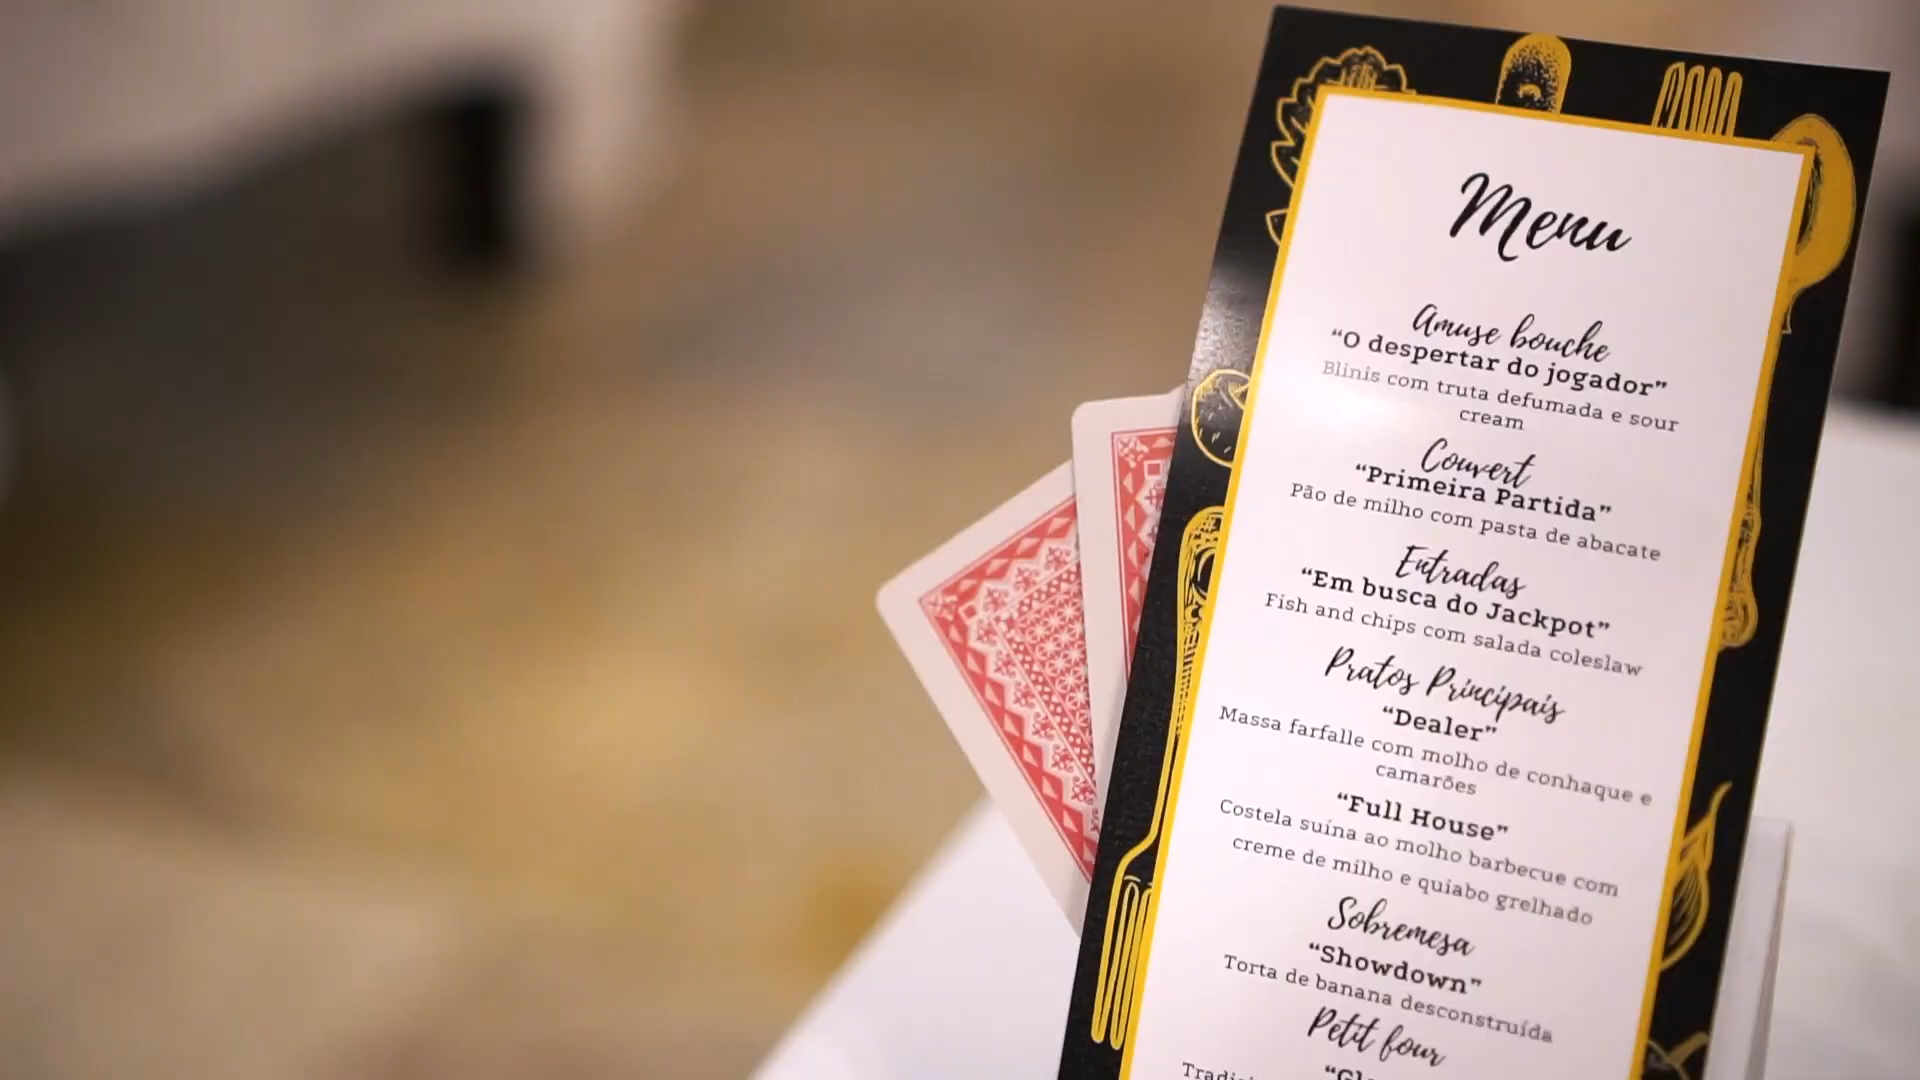 Menu
Amuse bouche
“O despertar do jogador”
Blinis com truta defumada e sour
cream
Couvert
“Primeira Partida”
Pão de milho com pasta de abacate
Entradas
“Em busca do Jackpot”
Fish and chips com salada coleslaw
Pratos Principais
“Dealer”
Massa farfalle com molho de conhaque e
camarões
“Full House”
Costela suína ao molho barbecue com
creme de milho e quiabo grelhado
Sobremesa
“Showdown”
Torta de banana desconstruída
Petit four